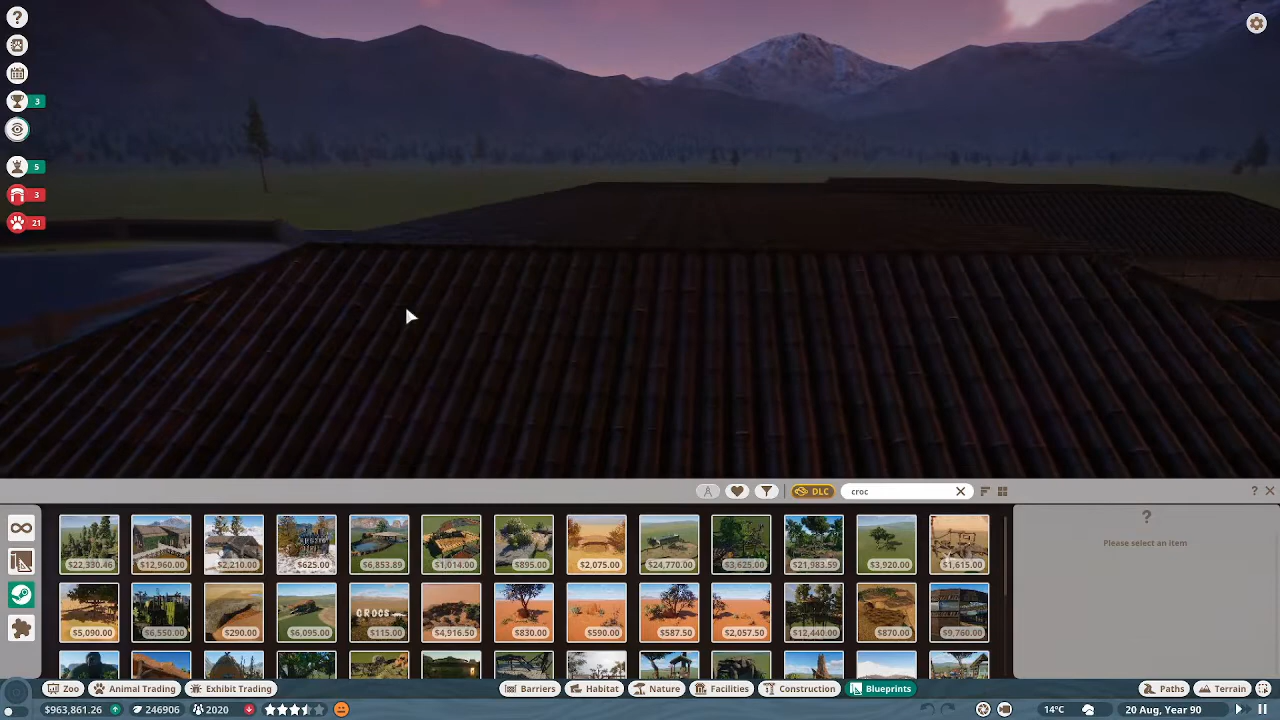 ?
3
5
3
21
DLC
croc
?
?
Please select an item
$22,330.46 $12,960.00 $2,210.00 $625.00 $6,853.89 $1,014.00 $895.00 $2,075.00 $24,770.00 $3,625.00 $21,983.59 $3,920.00 $1,615.00
CROCS
$5,090.00 $6,550.00 $290.00 $6,095.00 $115.00 $4,916.50 $830.00 $590.00 $587.50 $2,057.50 $12,440.00 $870.00 $9,760.00
Zoo Animal Trading Exhibit Trading Barriers Habitat Nature Facilities Construction Blueprints Paths Terrain
$963,861.26 246906 2020 14°C 20 Aug, Year 90